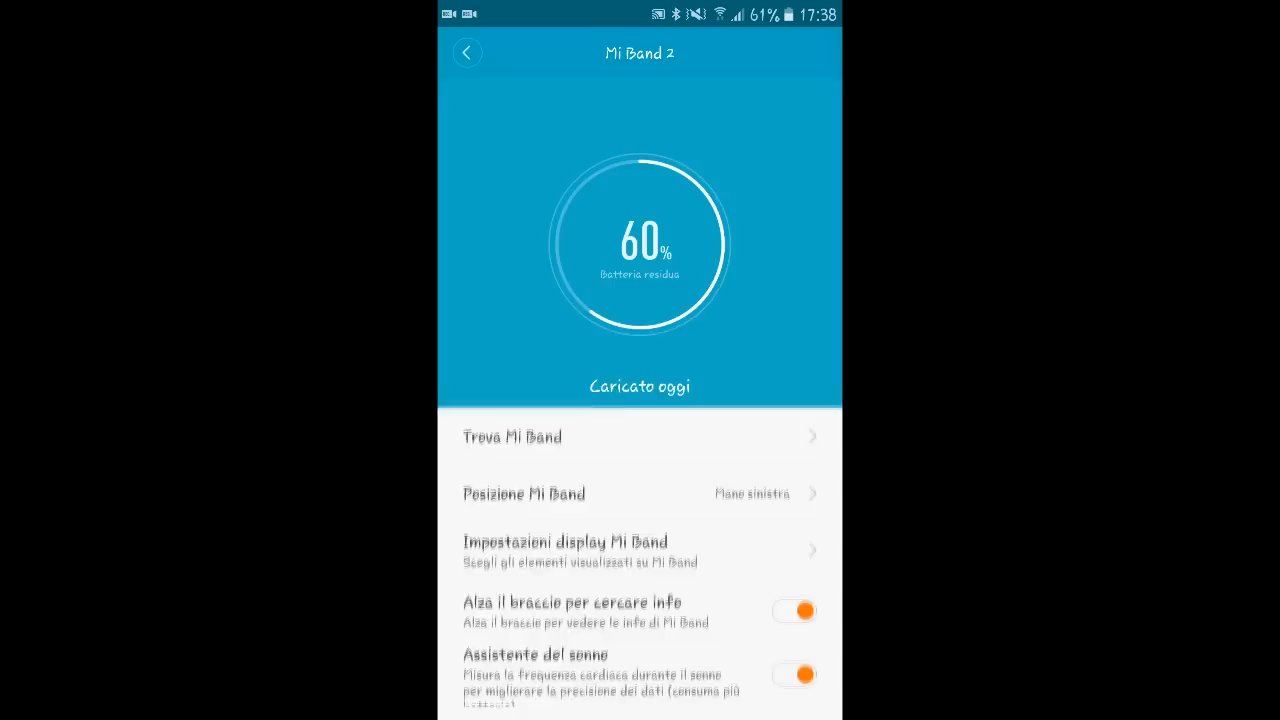 61% 17:38
Mi Band 2
60%
Batteria residua
Caricato oggi
Trova Mi Band
Posizione Mi Band Mano sinistra
Impostazioni display Mi Band
Scegli gli elementi visualizzati su Mi Band
Alza il braccio per cercare info
Alza il braccio per vedere le info di Mi Band
Assistente del sonno
Misura la frequenza cardiaca durante il sonno
per migliorare la precisione dei dati (consuma più
batteria)